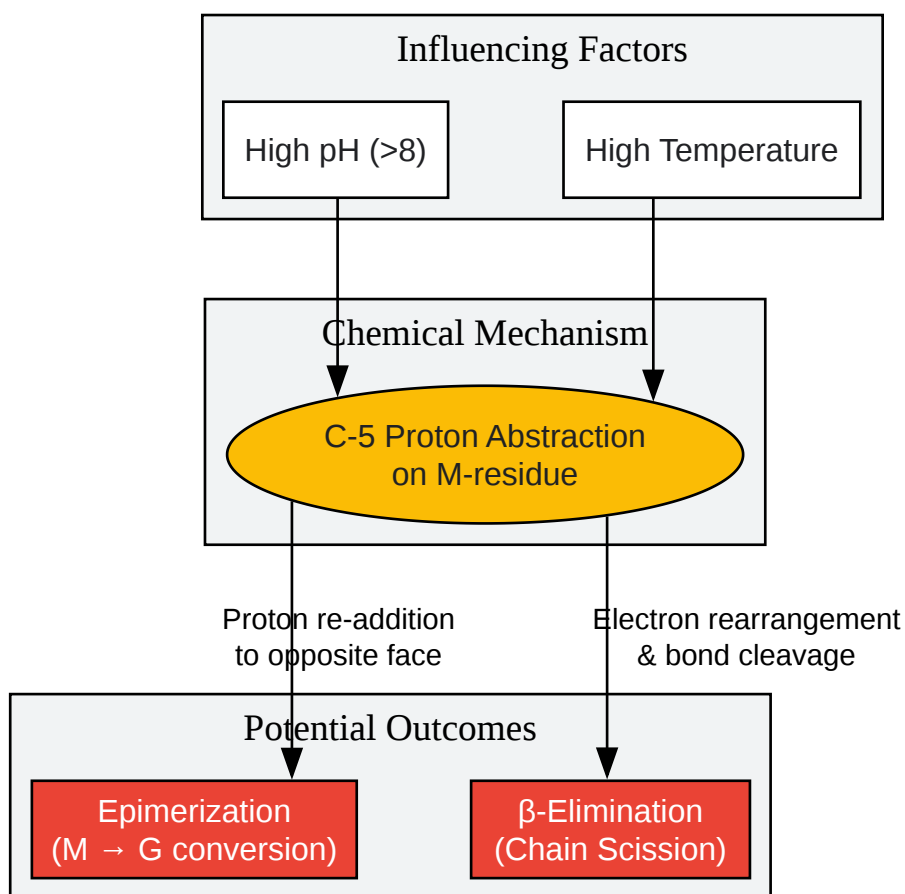 Influencing Factors
High pH (>8)
High Temperature
Chemical Mechanism
C-5 Proton Abstraction
on M-residue
Proton re-addition
to opposite face
Electron rearrangement
& bond cleavage
Potential Outcomes
Epimerization
(M → G conversion)
β-Elimination
(Chain Scission)